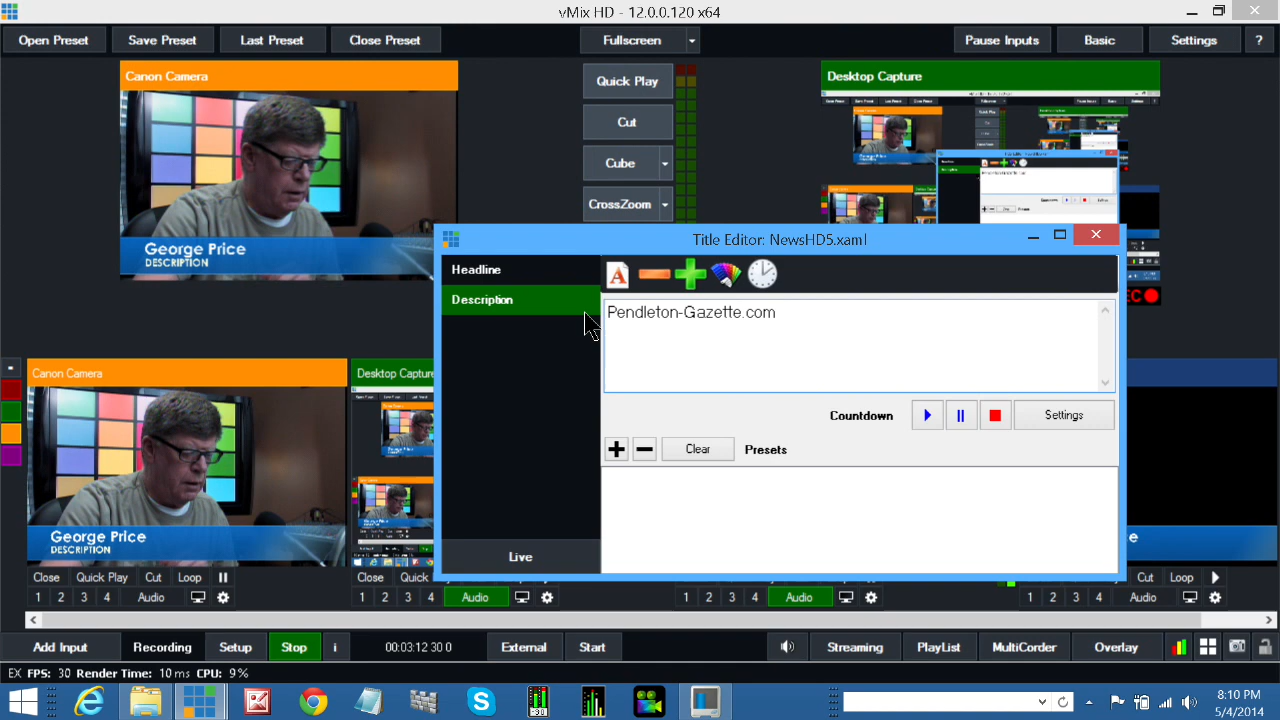 vMix HD - 12.0.0.120 x64
Open Preset
Save Preset
Last Preset
Close Preset
Fullscreen
Pause Inputs
Basic
Settings
?
Canon Camera
Quick Play
Cut
Cube
CrossZoom
Desktop Capture
George Price
DESCRIPTION
Title Editor: NewsHD5.xaml
Headline
Description
Pendleton-Gazette.com
Countdown
Settings
Clear
Presets
Live
Canon Camera
Desktop Capture
George Price
DESCRIPTION
Close
Quick Play
Cut
Loop
Close
Quick
Cut
Loop
1 2 3 4 Audio
1 2 3 4 Audio
1 2 3 4 Audio
1 2 3 4 Audio
Add Input
Recording
Setup
Stop
i
00:03:12 30 0
External
Start
Streaming
PlayList
MultiCorder
Overlay
EX FPS: 30 Render Time: 10 ms CPU: 9 %
8:10 PM
5/4/2014